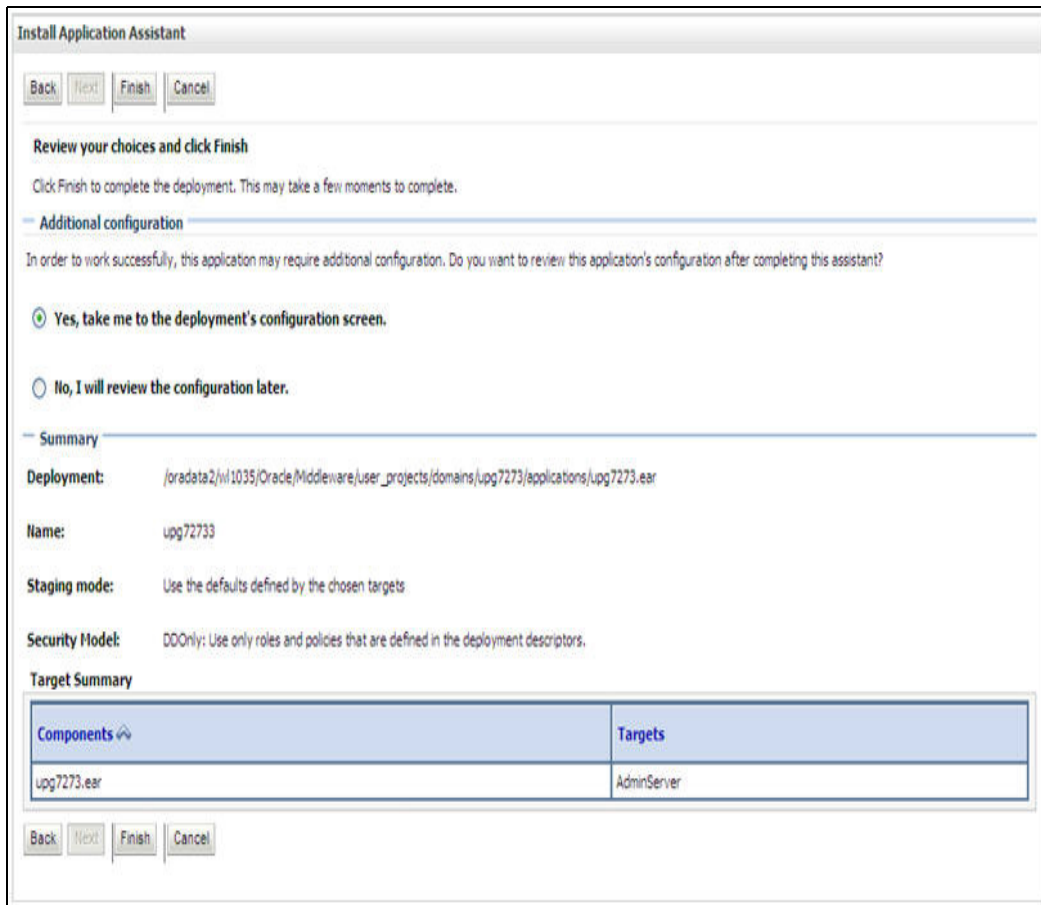 Install Application Assistant
Back Next Finish Cancel
Review your choices and click Finish
Click Finish to complete the deployment. This may take a few moments to complete.
Additional configuration
In order to work successfully, this application may require additional configuration. Do you want to review this application's configuration after completing this assistant?
Yes, take me to the deployment's configuration screen.
No, I will review the configuration later.
Summary
Deployment: /oradata2/wl1035/Oracle/Middleware/user_projects/domains/upg7273/applications/upg7273.ear
Name: upg72733
Staging mode: Use the defaults defined by the chosen targets
Security Model: DDOnly: Use only roles and policies that are defined in the deployment descriptors.
Target Summary
Components Targets
upg7273.ear AdminServer
Back Next Finish Cancel